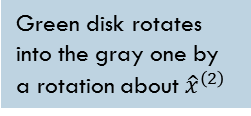 Green disk rotates
into the gray one by
a rotation about x̂⁽²⁾